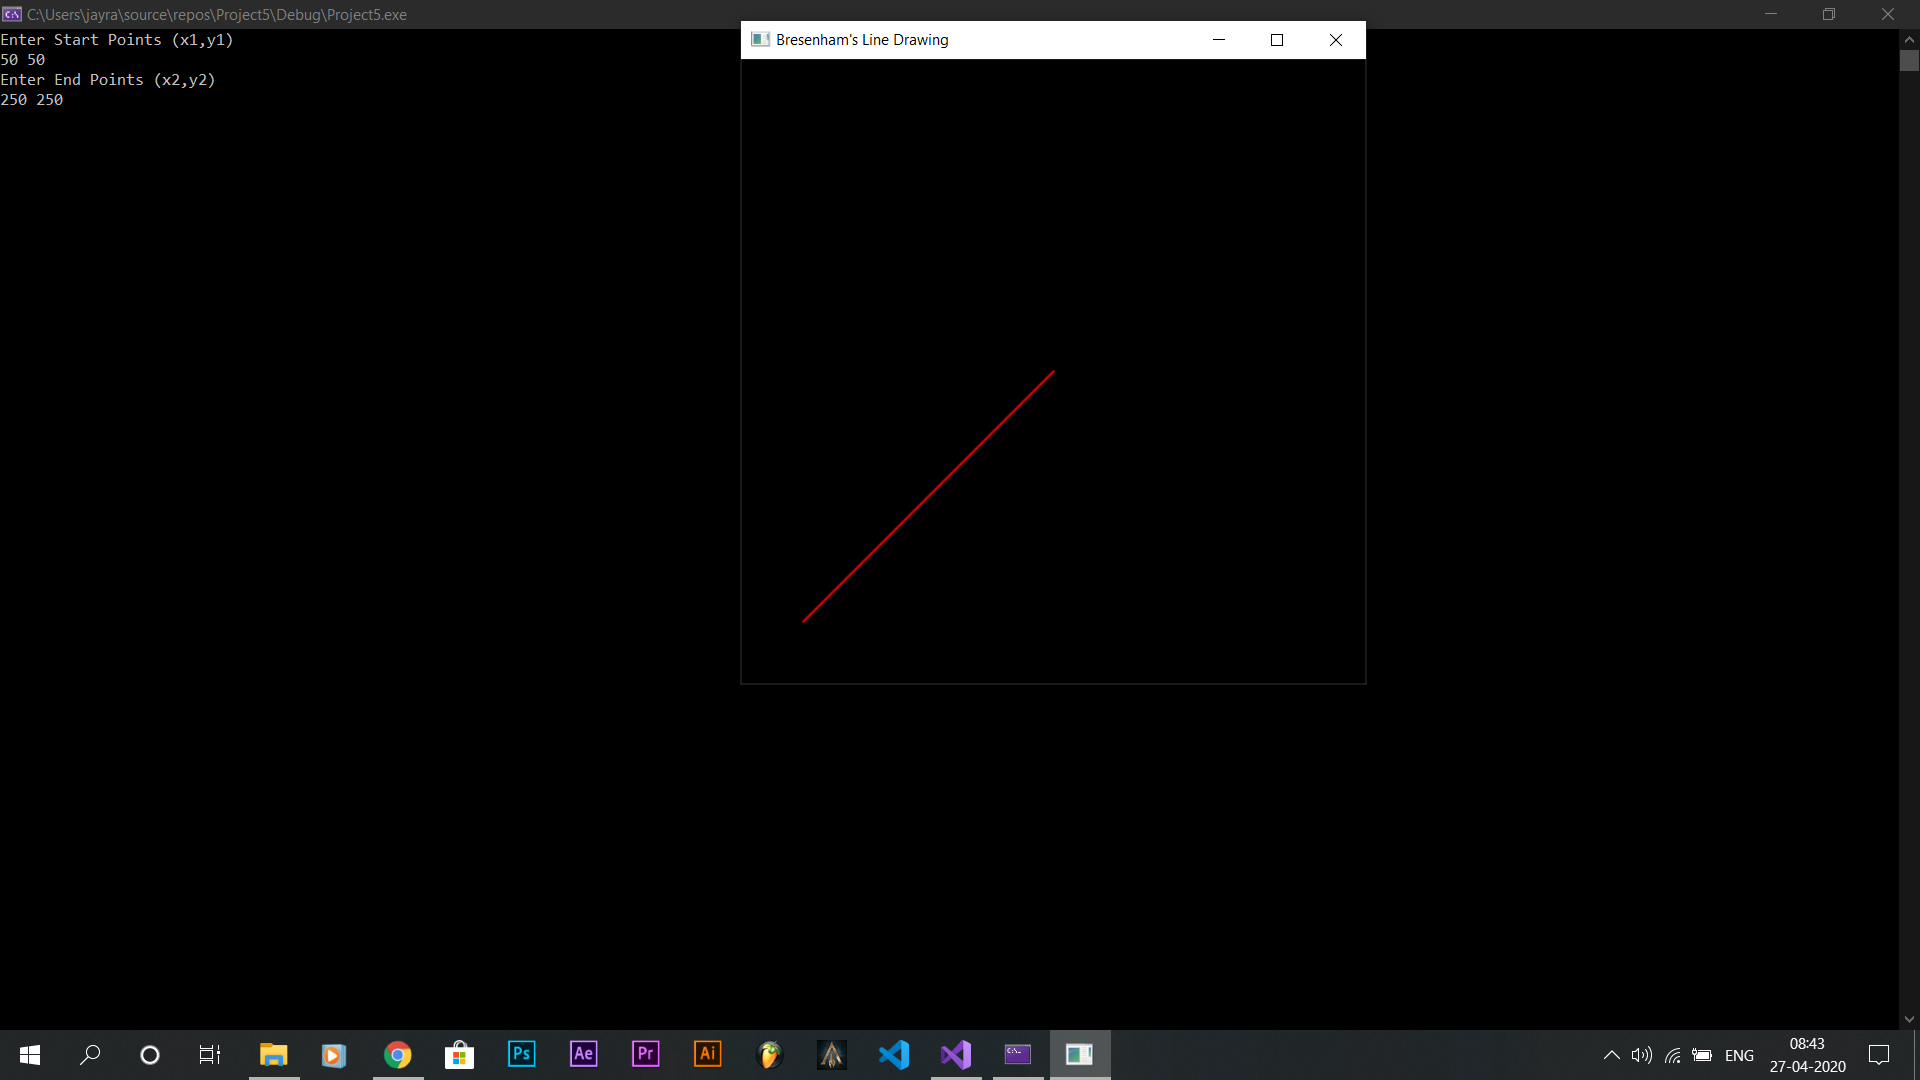 C:\Users\jayra\source\repos\Project5\Debug\Project5.exe
Enter Start Points (x1,y1)
50 50
Enter End Points (x2,y2)
250 250
Bresenham's Line Drawing
Ps
Ae
Pr
Ai
ENG
08:43
27-04-2020